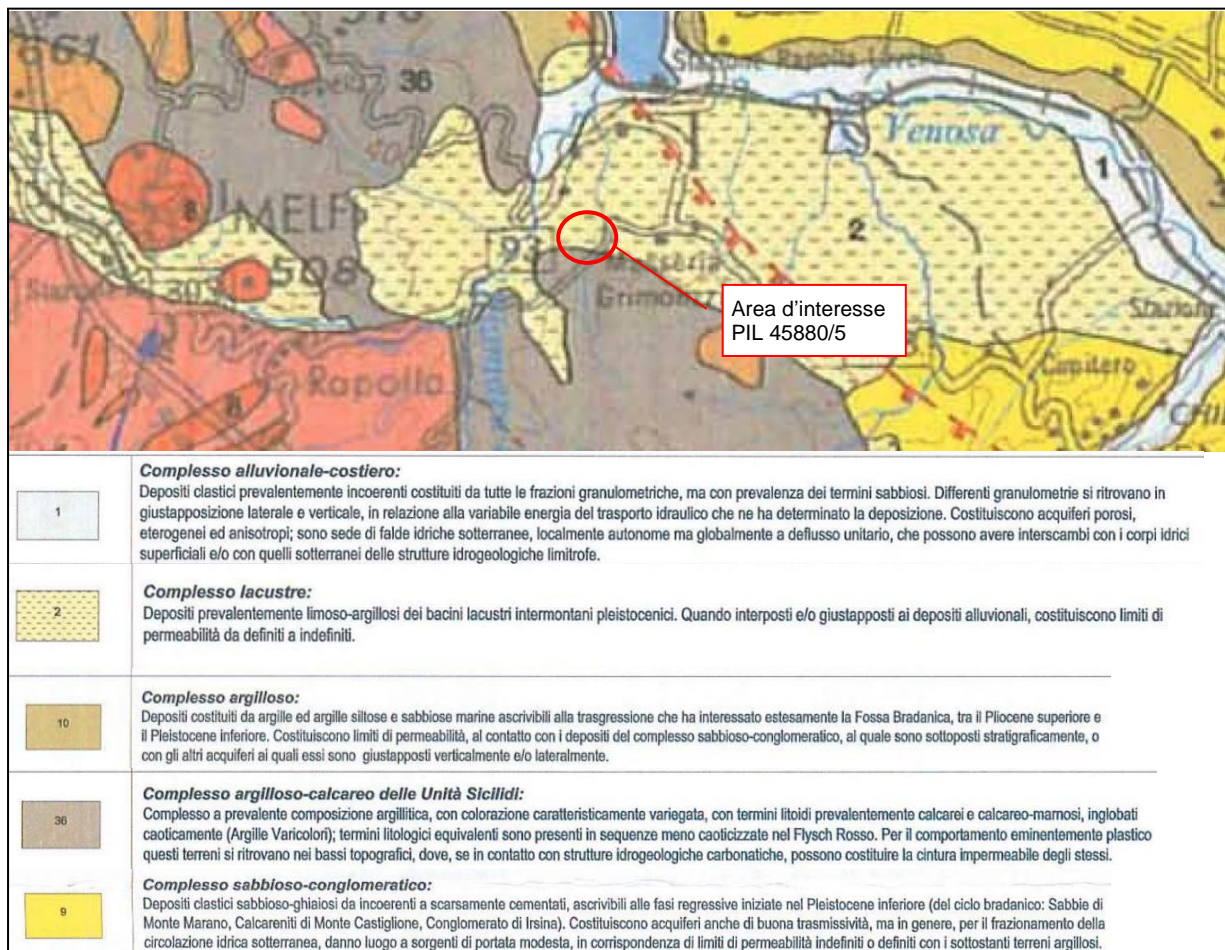 661
36
Stazione Rapolla Lavello
Venosa
1
8
MELFI
2
93
508
Masseria
Grimolizzi
303
Area d'interesse
PIL 45880/5
Stazione
Rapolla
8
Capitero
1
Complesso alluvionale-costiero:
Depositi clastici prevalentemente incoerenti costituiti da tutte le frazioni granulometriche, ma con prevalenza dei termini sabbiosi. Differenti granulometrie si ritrovano in
giustapposizione laterale e verticale, in relazione alla variabile energia del trasporto idraulico che ne ha determinato la deposizione. Costituiscono acquiferi porosi,
eterogenei ed anisotropi; sono sede di falde idriche sotterranee, localmente autonome ma globalmente a deflusso unitario, che possono avere interscambi con i corpi idrici
superficiali e/o con quelli sotterranei delle strutture idrogeologiche limitrofe.
2
Complesso lacustre:
Depositi prevalentemente limoso-argillosi dei bacini lacustri intermontani pleistocenici. Quando interposti e/o giustapposti ai depositi alluvionali, costituiscono limiti di
permeabilità da definiti a indefiniti.
10
Complesso argilloso:
Depositi costituiti da argille ed argille siltose e sabbiose marine ascrivibili alla trasgressione che ha interessato estesamente la Fossa Bradanica, tra il Pliocene superiore e
il Pleistocene inferiore. Costituiscono limiti di permeabilità, al contatto con i depositi del complesso sabbioso-conglomeratico, al quale sono sottoposti stratigraficamente, o
con gli altri acquiferi ai quali essi sono giustapposti verticalmente e/o lateralmente.
36
Complesso argilloso-calcareo delle Unità Sicilidi:
Complesso a prevalente composizione argillitica, con colorazione caratteristicamente variegata, con termini litoidi prevalentemente calcarei e calcareo-marnosi, inglobati
caoticamente (Argille Varicolori); termini litologici equivalenti sono presenti in sequenze meno caoticizzate nel Flysch Rosso. Per il comportamento eminentemente plastico
questi terreni si ritrovano nei bassi topografici, dove, se in contatto con strutture idrogeologiche carbonatiche, possono costituire la cintura impermeabile degli stessi.
9
Complesso sabbioso-conglomeratico:
Depositi clastici sabbioso-ghiaiosi da incoerenti a scarsamente cementati, ascrivibili alle fasi regressive iniziate nel Pleistocene inferiore (del ciclo bradanico: Sabbie di
Monte Marano, Calcareniti di Monte Castiglione, Conglomerato di Irsina). Costituiscono acquiferi anche di buona trasmissività, ma in genere, per il frazionamento della
circolazione idrica sotterranea, danno luogo a sorgenti di portata modesta, in corrispondenza di limiti di permeabilità indefiniti o definiti con i sottostanti terreni argillosi.